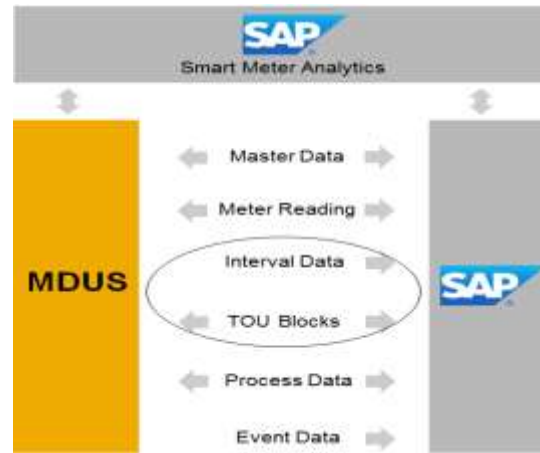 SAP
Smart Meter Analytics
Master Data
Meter Reading
Interval Data
MDUS
SAP
TOU Blocks
Process Data
Event Data